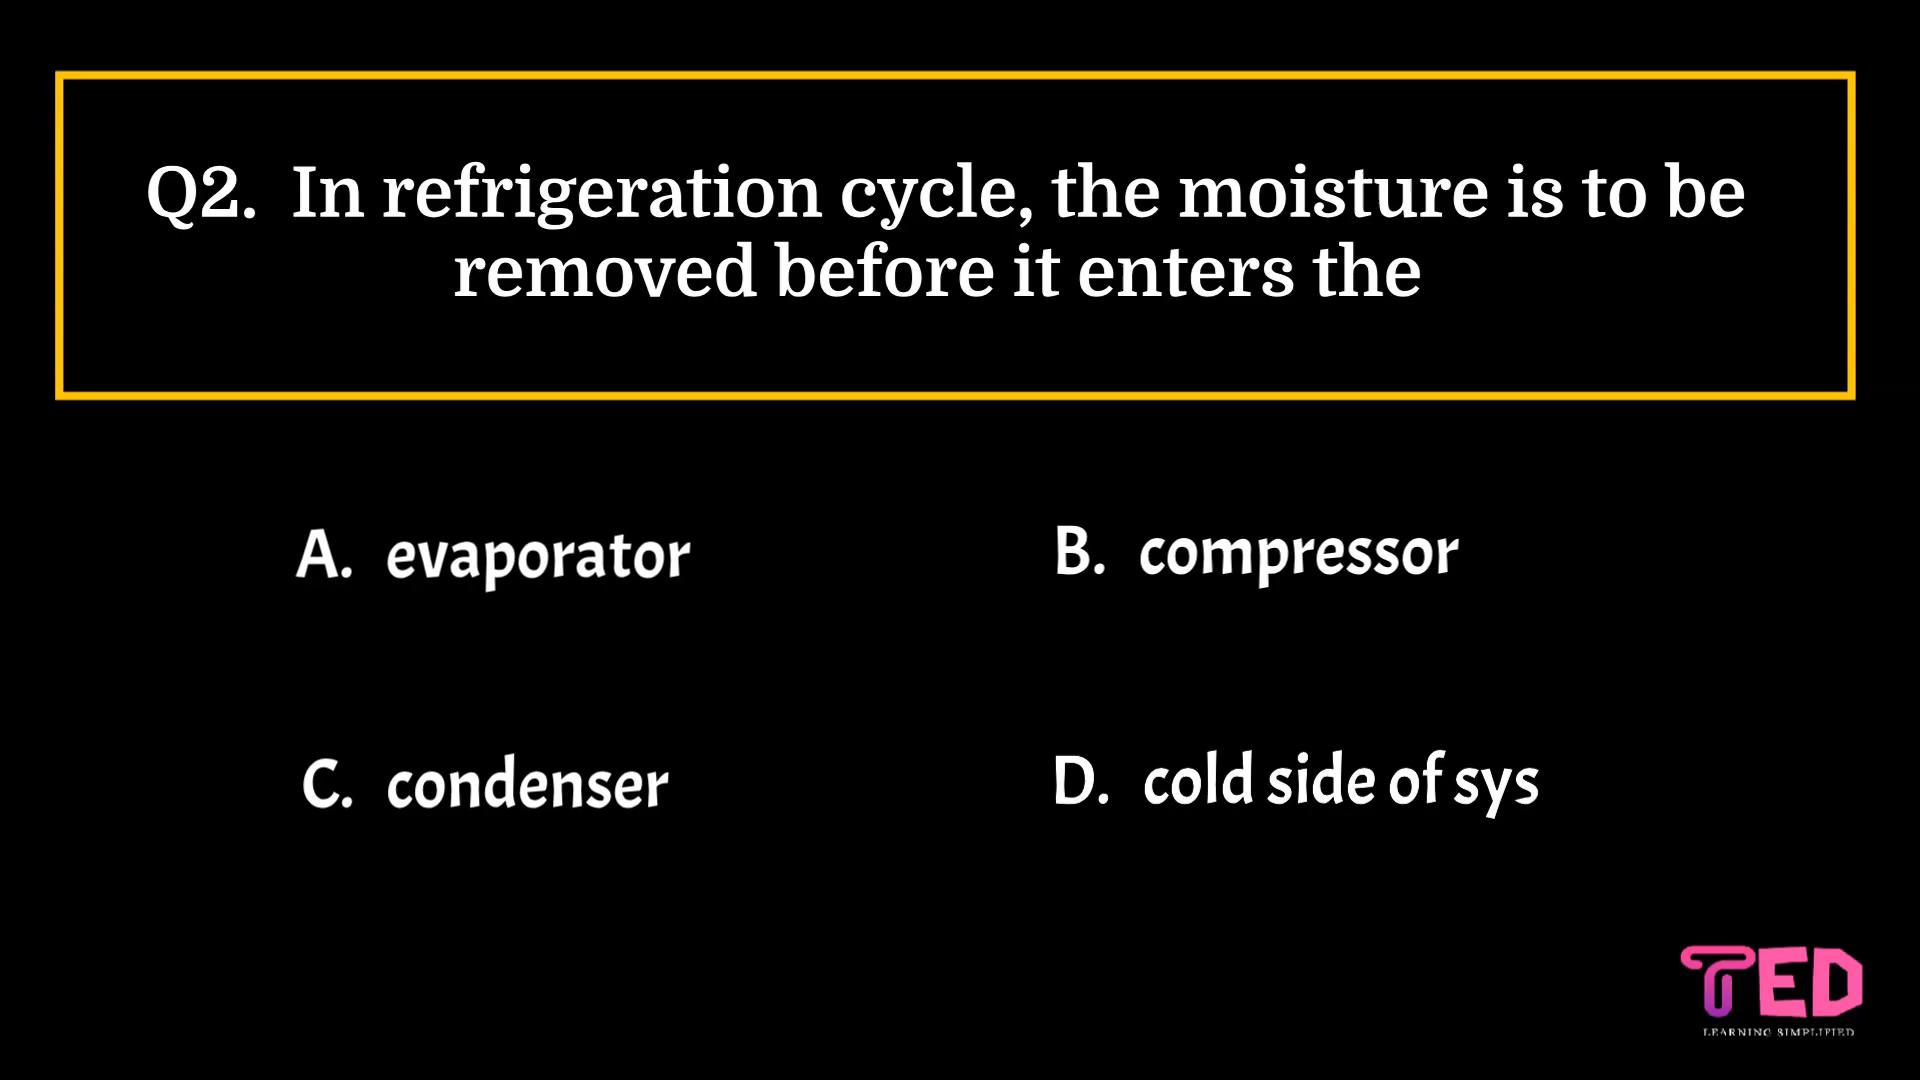 Q2. In refrigeration cycle, the moisture is to be
removed before it enters the
A. evaporator
B. compressor
C. condenser
D. cold side of sys
TED
LEARNING SIMPLIFIED